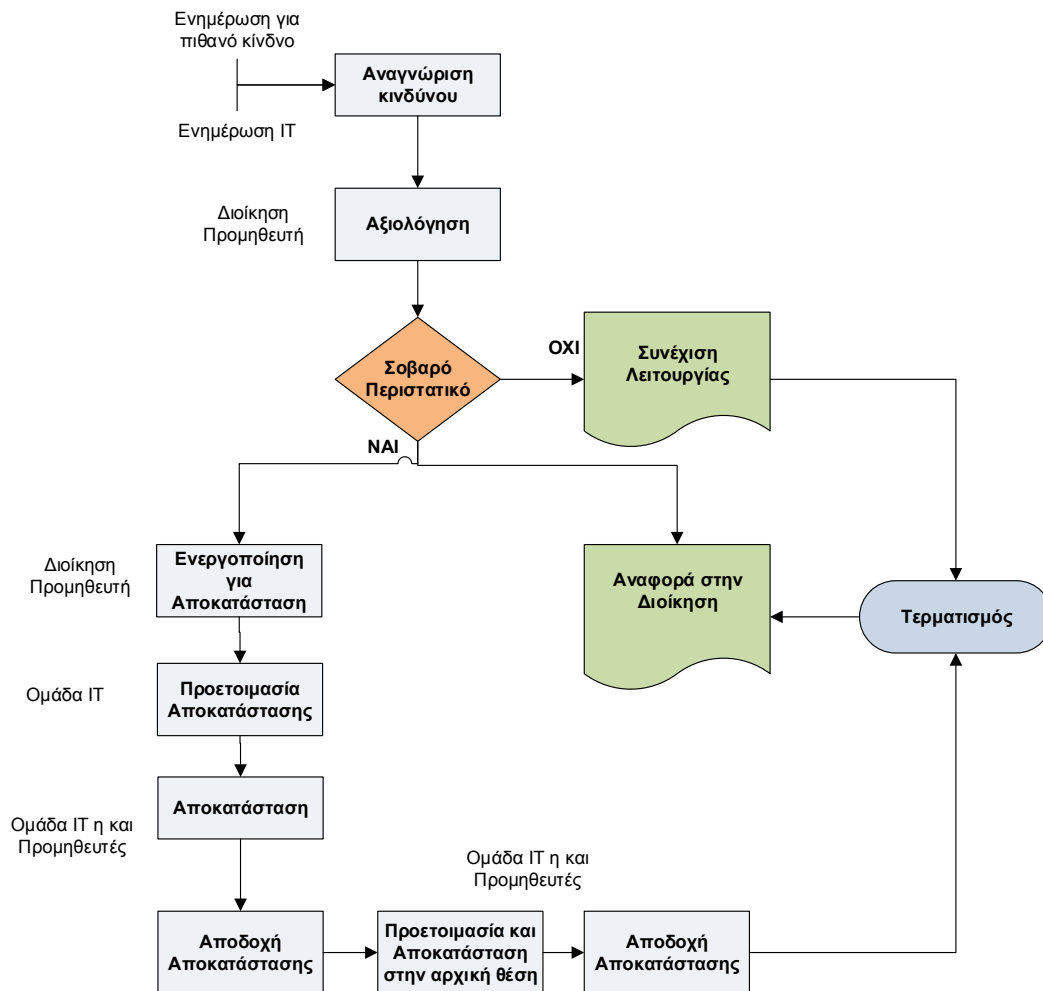 Ενημέρωση για
πιθανό κίνδνο
Αναγνώριση
κινδύνου
Ενημέρωση IT
Διοίκηση
Προμηθευτή
Αξιολόγηση
Σοβαρό
Περιστατικό
ΟΧΙ
Συνέχιση
Λειτουργίας
ΝΑΙ
Διοίκηση
Προμηθευτή
Ενεργοποίηση
για
Αποκατάσταση
Αναφορά στην
Διοίκηση
Τερματισμός
Ομάδα IT
Προετοιμασία
Αποκατάστασης
Ομάδα IT η και
Προμηθευτές
Αποκατάσταση
Ομάδα IT η και
Προμηθευτές
Αποδοχή
Αποκατάστασης
Προετοιμασία και
Αποκατάσταση
στην αρχική θέση
Αποδοχή
Αποκατάστασης